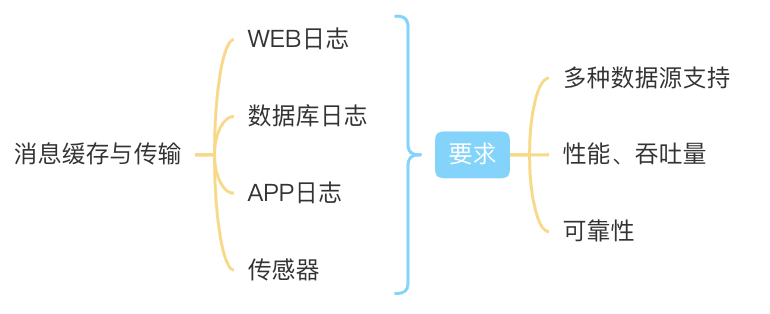 消息缓存与传输
WEB日志
数据库日志
APP日志
传感器
要求
多种数据源支持
性能、吞吐量
可靠性